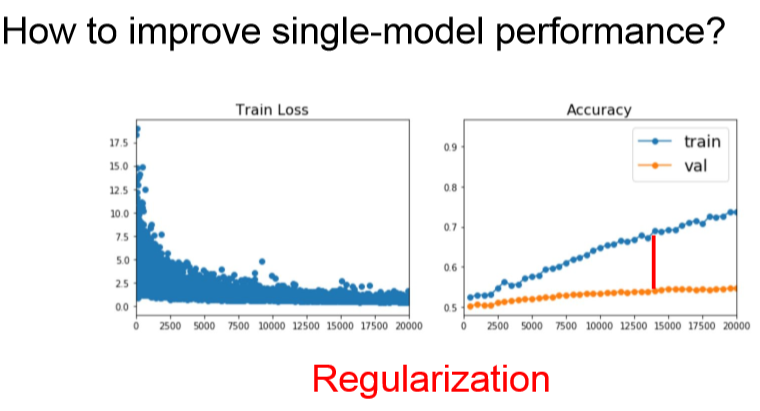 How to improve single-model performance?
Train Loss
17.5
15.0
12.5
10.0
7.5
5.0
2.5
0.0
0 2500 5000 7500 10000 12500 15000 17500 20000
Accuracy
train
val
0.9
0.8
0.7
0.6
0.5
0 2500 5000 7500 10000 12500 15000 17500 20000
Regularization